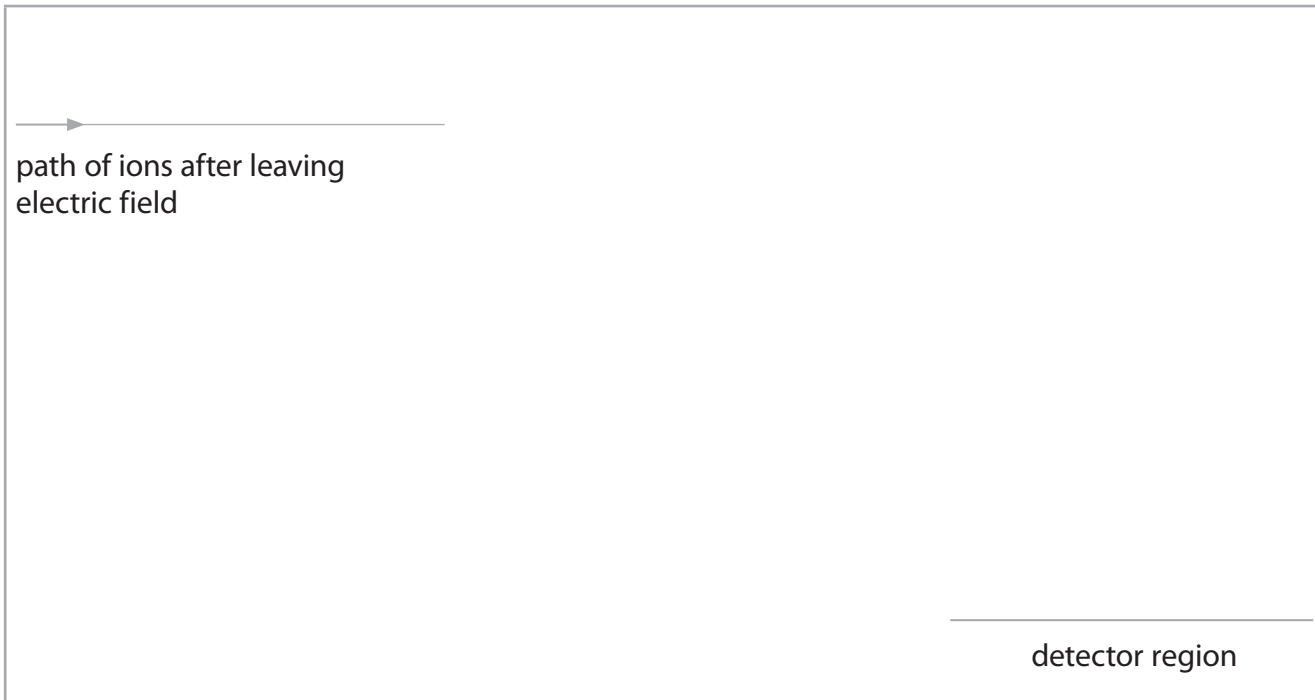 path of ions after leaving
electric field
detector region